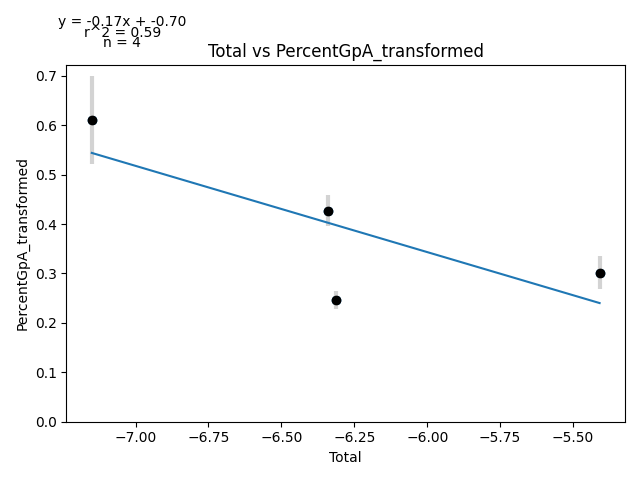 y = -0.17x + -0.70
r^2 = 0.59
n = 4
Total vs PercentGpA_transformed
PercentGpA_transformed
0.7
0.6
0.5
0.4
0.3
0.2
0.1
0.0
−7.00 −6.75 −6.50 −6.25 −6.00 −5.75 −5.50
Total